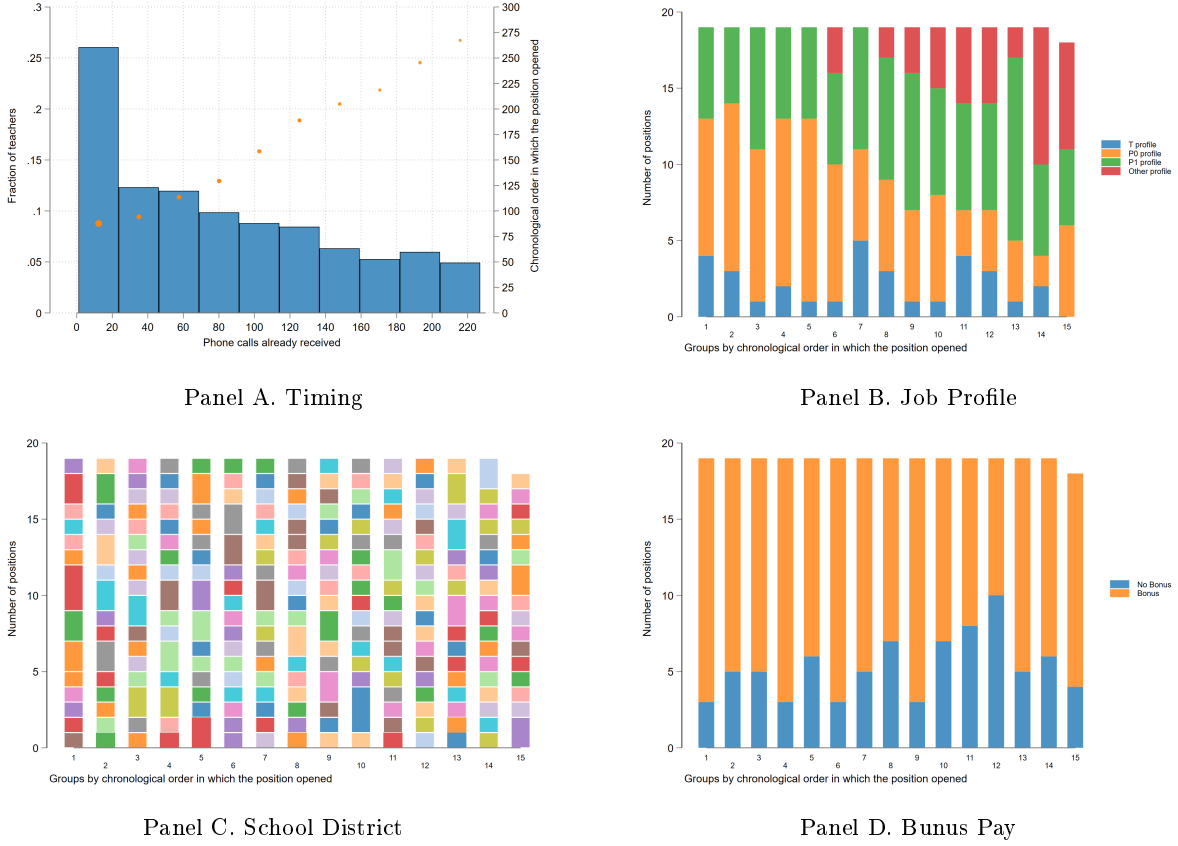 .3
.25
.2
.15
.1
.05
0
Fraction of teachers
300
275
250
225
200
175
150
125
100
75
50
25
0
Chronological order in which the position opened
0 20 40 60 80 100 120 140 160 180 200 220
Phone calls already received
Panel A. Timing
20
15
10
5
0
Number of positions
1 2 3 4 5 6 7 8 9 10 11 12 13 14 15
Groups by chronological order in which the position opened
T profile
P0 profile
P1 profile
Other profile
Panel B. Job Profile
20
15
10
5
0
Number of positions
1 2 3 4 5 6 7 8 9 10 11 12 13 14 15
Groups by chronological order in which the position opened
Panel C. School District
20
15
10
5
0
Number of positions
1 2 3 4 5 6 7 8 9 10 11 12 13 14 15
Groups by chronological order in which the position opened
No Bonus
Bonus
Panel D. Bunus Pay